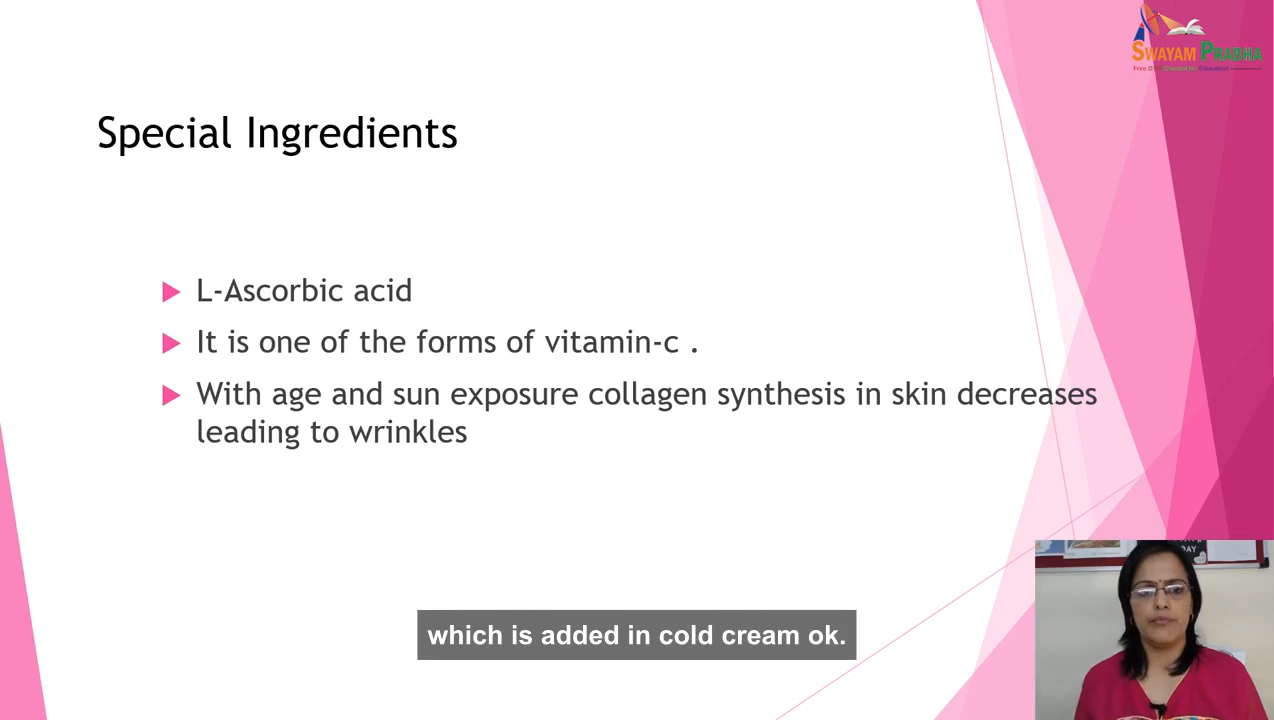 SWAYAM PRABHA
Special Ingredients
L-Ascorbic acid
It is one of the forms of vitamin-c .
With age and sun exposure collagen synthesis in skin decreases
leading to wrinkles
DAY
which is added in cold cream ok.